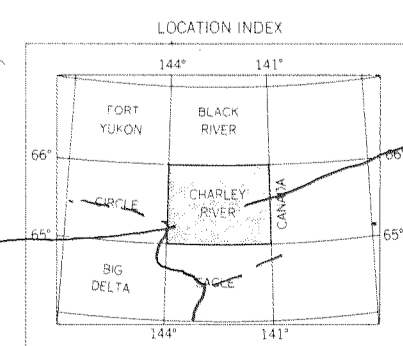 LOCATION INDEX
144° 141°
FORT
YUKON
BLACK
RIVER
66° 66°
CIRCLE
CHARLEY
RIVER
CANADA
65° 65°
BIG
DELTA
EAGLE
144° 141°